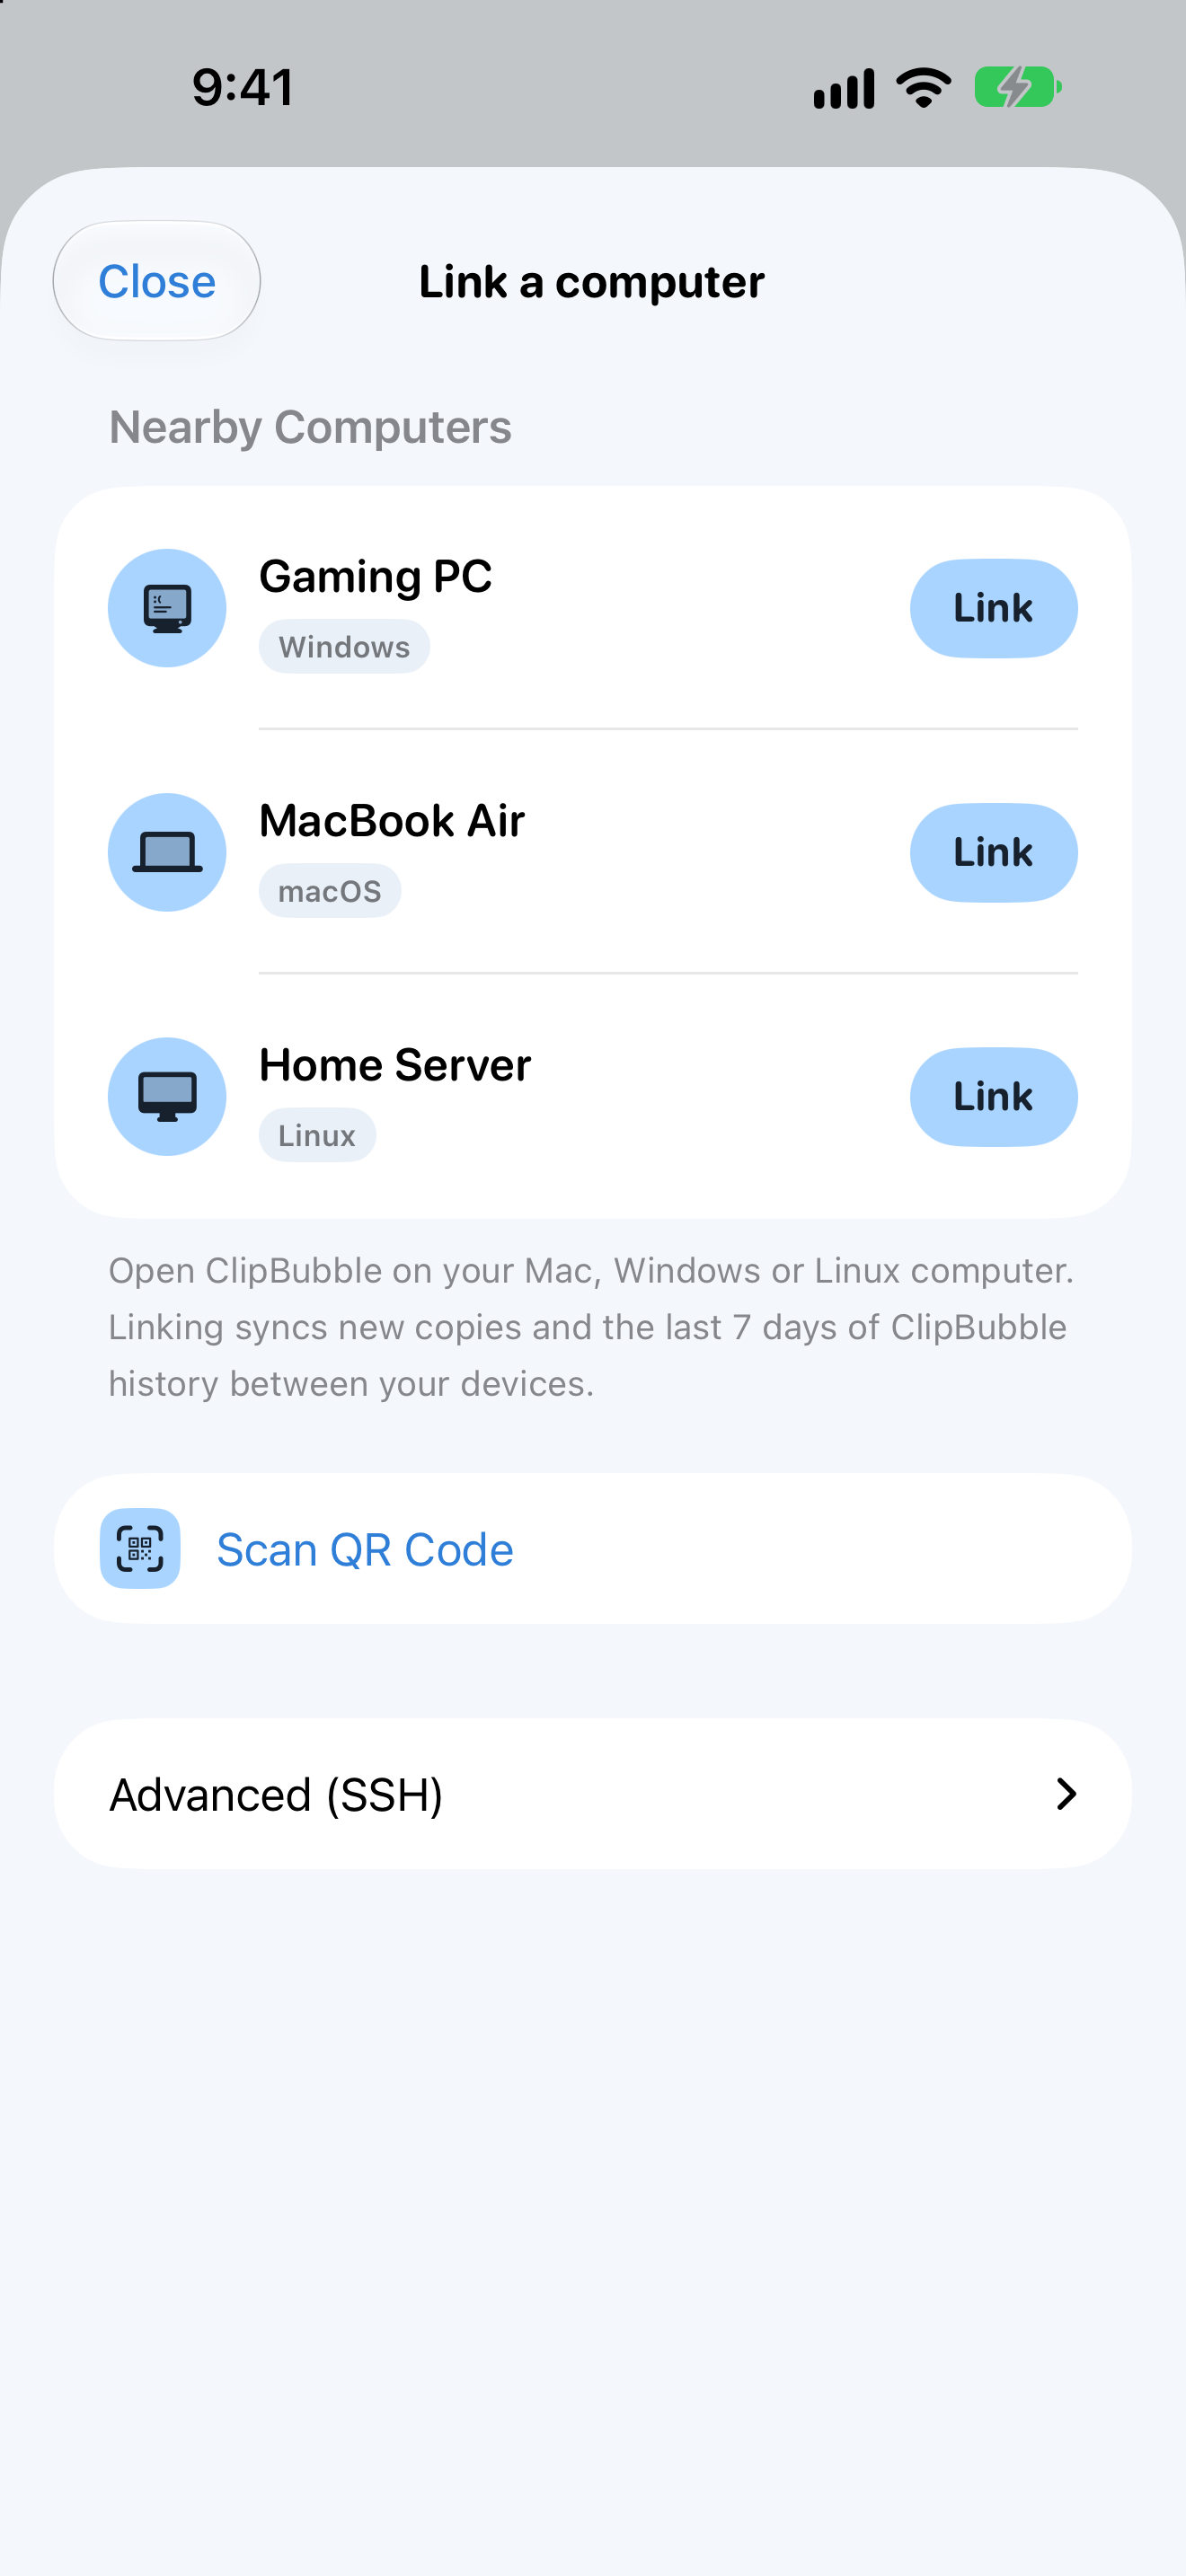 9:41
Close
Link a computer
Nearby Computers
Gaming PC
Windows
Link
MacBook Air
macOS
Link
Home Server
Linux
Link
Open ClipBubble on your Mac, Windows or Linux computer.
Linking syncs new copies and the last 7 days of ClipBubble
history between your devices.
Scan QR Code
Advanced (SSH)